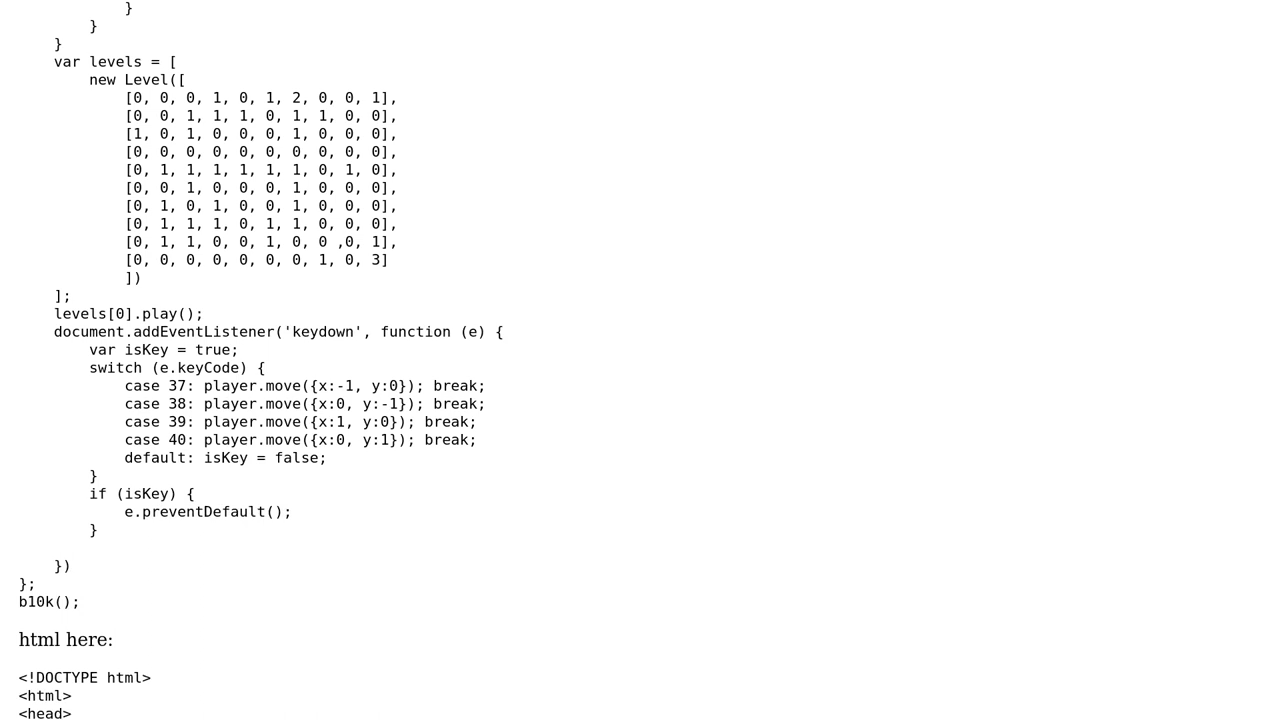 }
        }
    }
    var levels = [
        new Level([
            [0, 0, 0, 1, 0, 1, 2, 0, 0, 1],
            [0, 0, 1, 1, 1, 0, 1, 1, 0, 0],
            [1, 0, 1, 0, 0, 0, 1, 0, 0, 0],
            [0, 0, 0, 0, 0, 0, 0, 0, 0, 0],
            [0, 1, 1, 1, 1, 1, 1, 0, 1, 0],
            [0, 0, 1, 0, 0, 0, 1, 0, 0, 0],
            [0, 1, 0, 1, 0, 0, 1, 0, 0, 0],
            [0, 1, 1, 1, 0, 1, 1, 0, 0, 0],
            [0, 1, 1, 0, 0, 1, 0, 0 ,0, 1],
            [0, 0, 0, 0, 0, 0, 0, 1, 0, 3]
            ])
    ];
    levels[0].play();
    document.addEventListener('keydown', function (e) {
        var isKey = true;
        switch (e.keyCode) {
            case 37: player.move({x:-1, y:0}); break;
            case 38: player.move({x:0, y:-1}); break;
            case 39: player.move({x:1, y:0}); break;
            case 40: player.move({x:0, y:1}); break;
            default: isKey = false;
        }
        if (isKey) {
            e.preventDefault();
        }

    })
};
b10k();
html here:
<!DOCTYPE html>
<html>
<head>